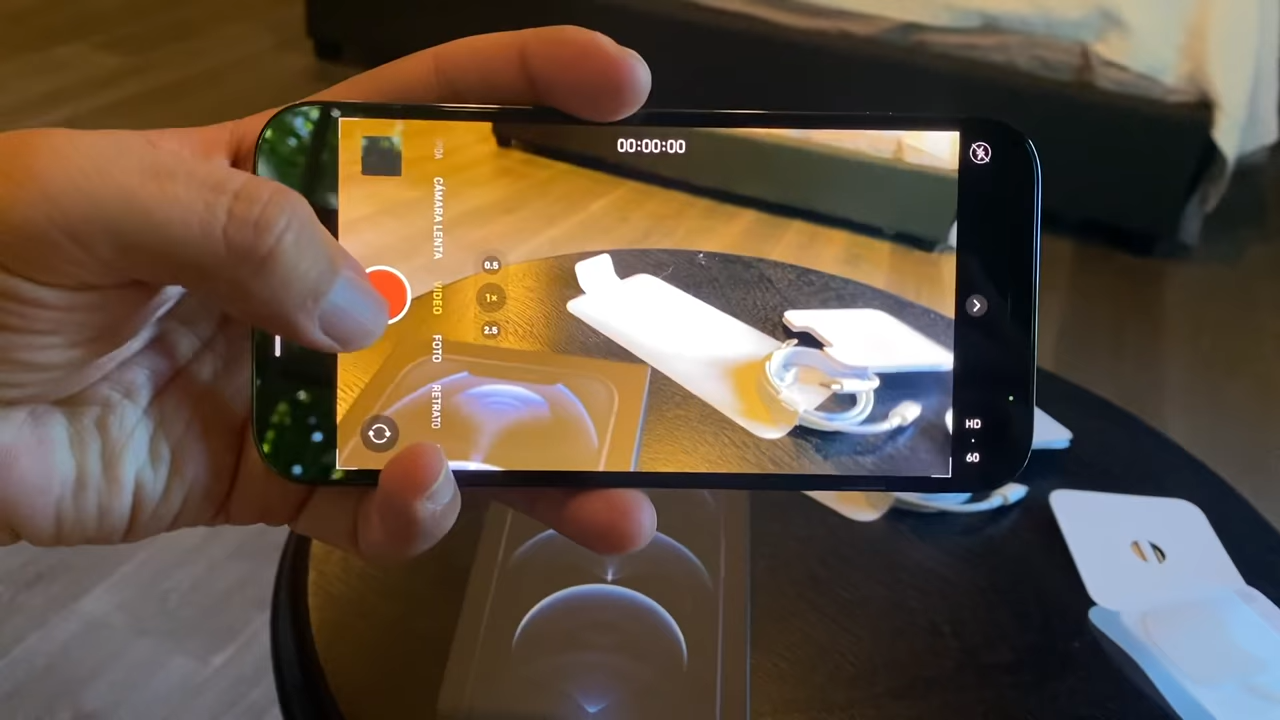 00:00:00
CÁMARA LENTA
VIDEO
FOTO
RETRATO
0.5
1×
2.5
HD
60